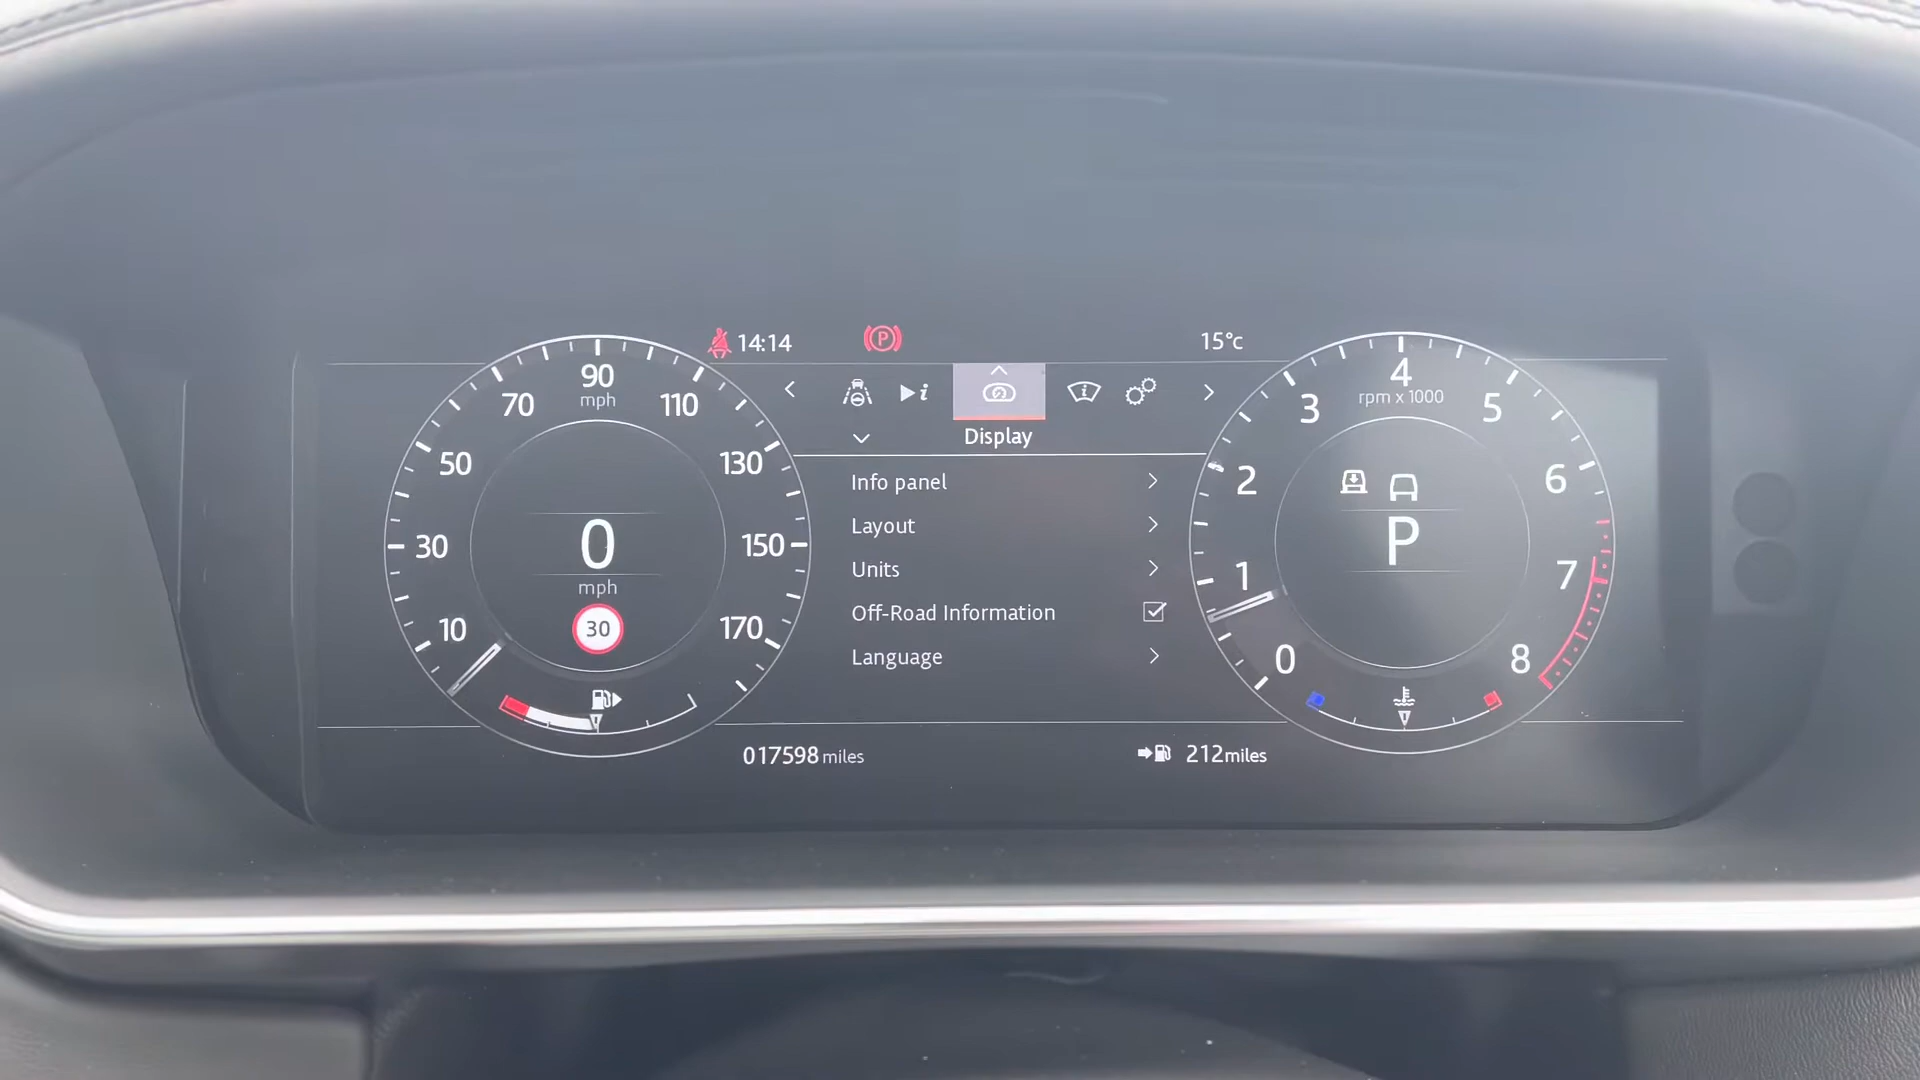 14:14
P
15°c
Display
Info panel
Layout
Units
Off-Road Information
Language
90
mph
70
110
50
130
30
150
10
170
0
mph
30
4
rpm x 1000
3
5
2
6
1
7
0
8
P
017598 miles
212miles